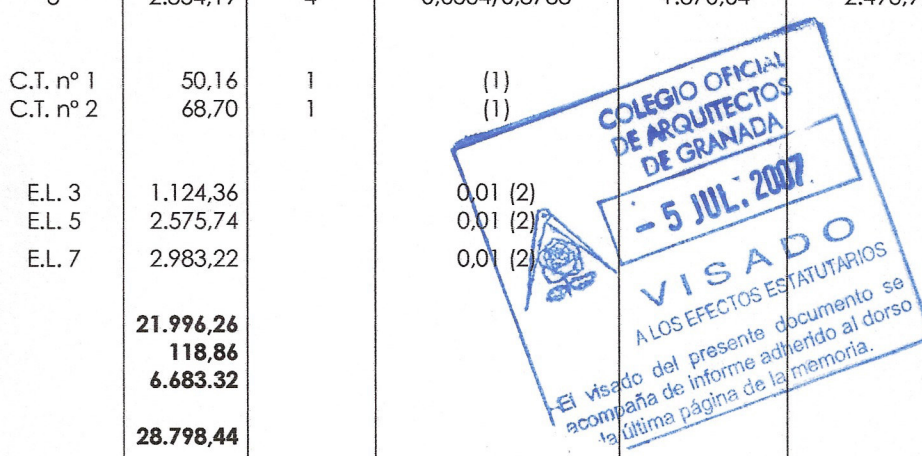 C.T. nº 1 50,16 1 (1)
C.T. nº 2 68,70 1 (1)
E.L. 3 1.124,36 0,01 (2)
E.L. 5 2.575,74 0,01 (2)
E.L. 7 2.983,22 0,01 (2)
21.996,26
118,86
6.683.32
28.798,44
COLEGIO OFICIAL
DE ARQUITECTOS
DE GRANADA
- 5 JUL. 2007
VISADO
A LOS EFECTOS ESTATUTARIOS
El visado del presente documento se
acompaña de informe adherido al dorso
la última página de la memoria.